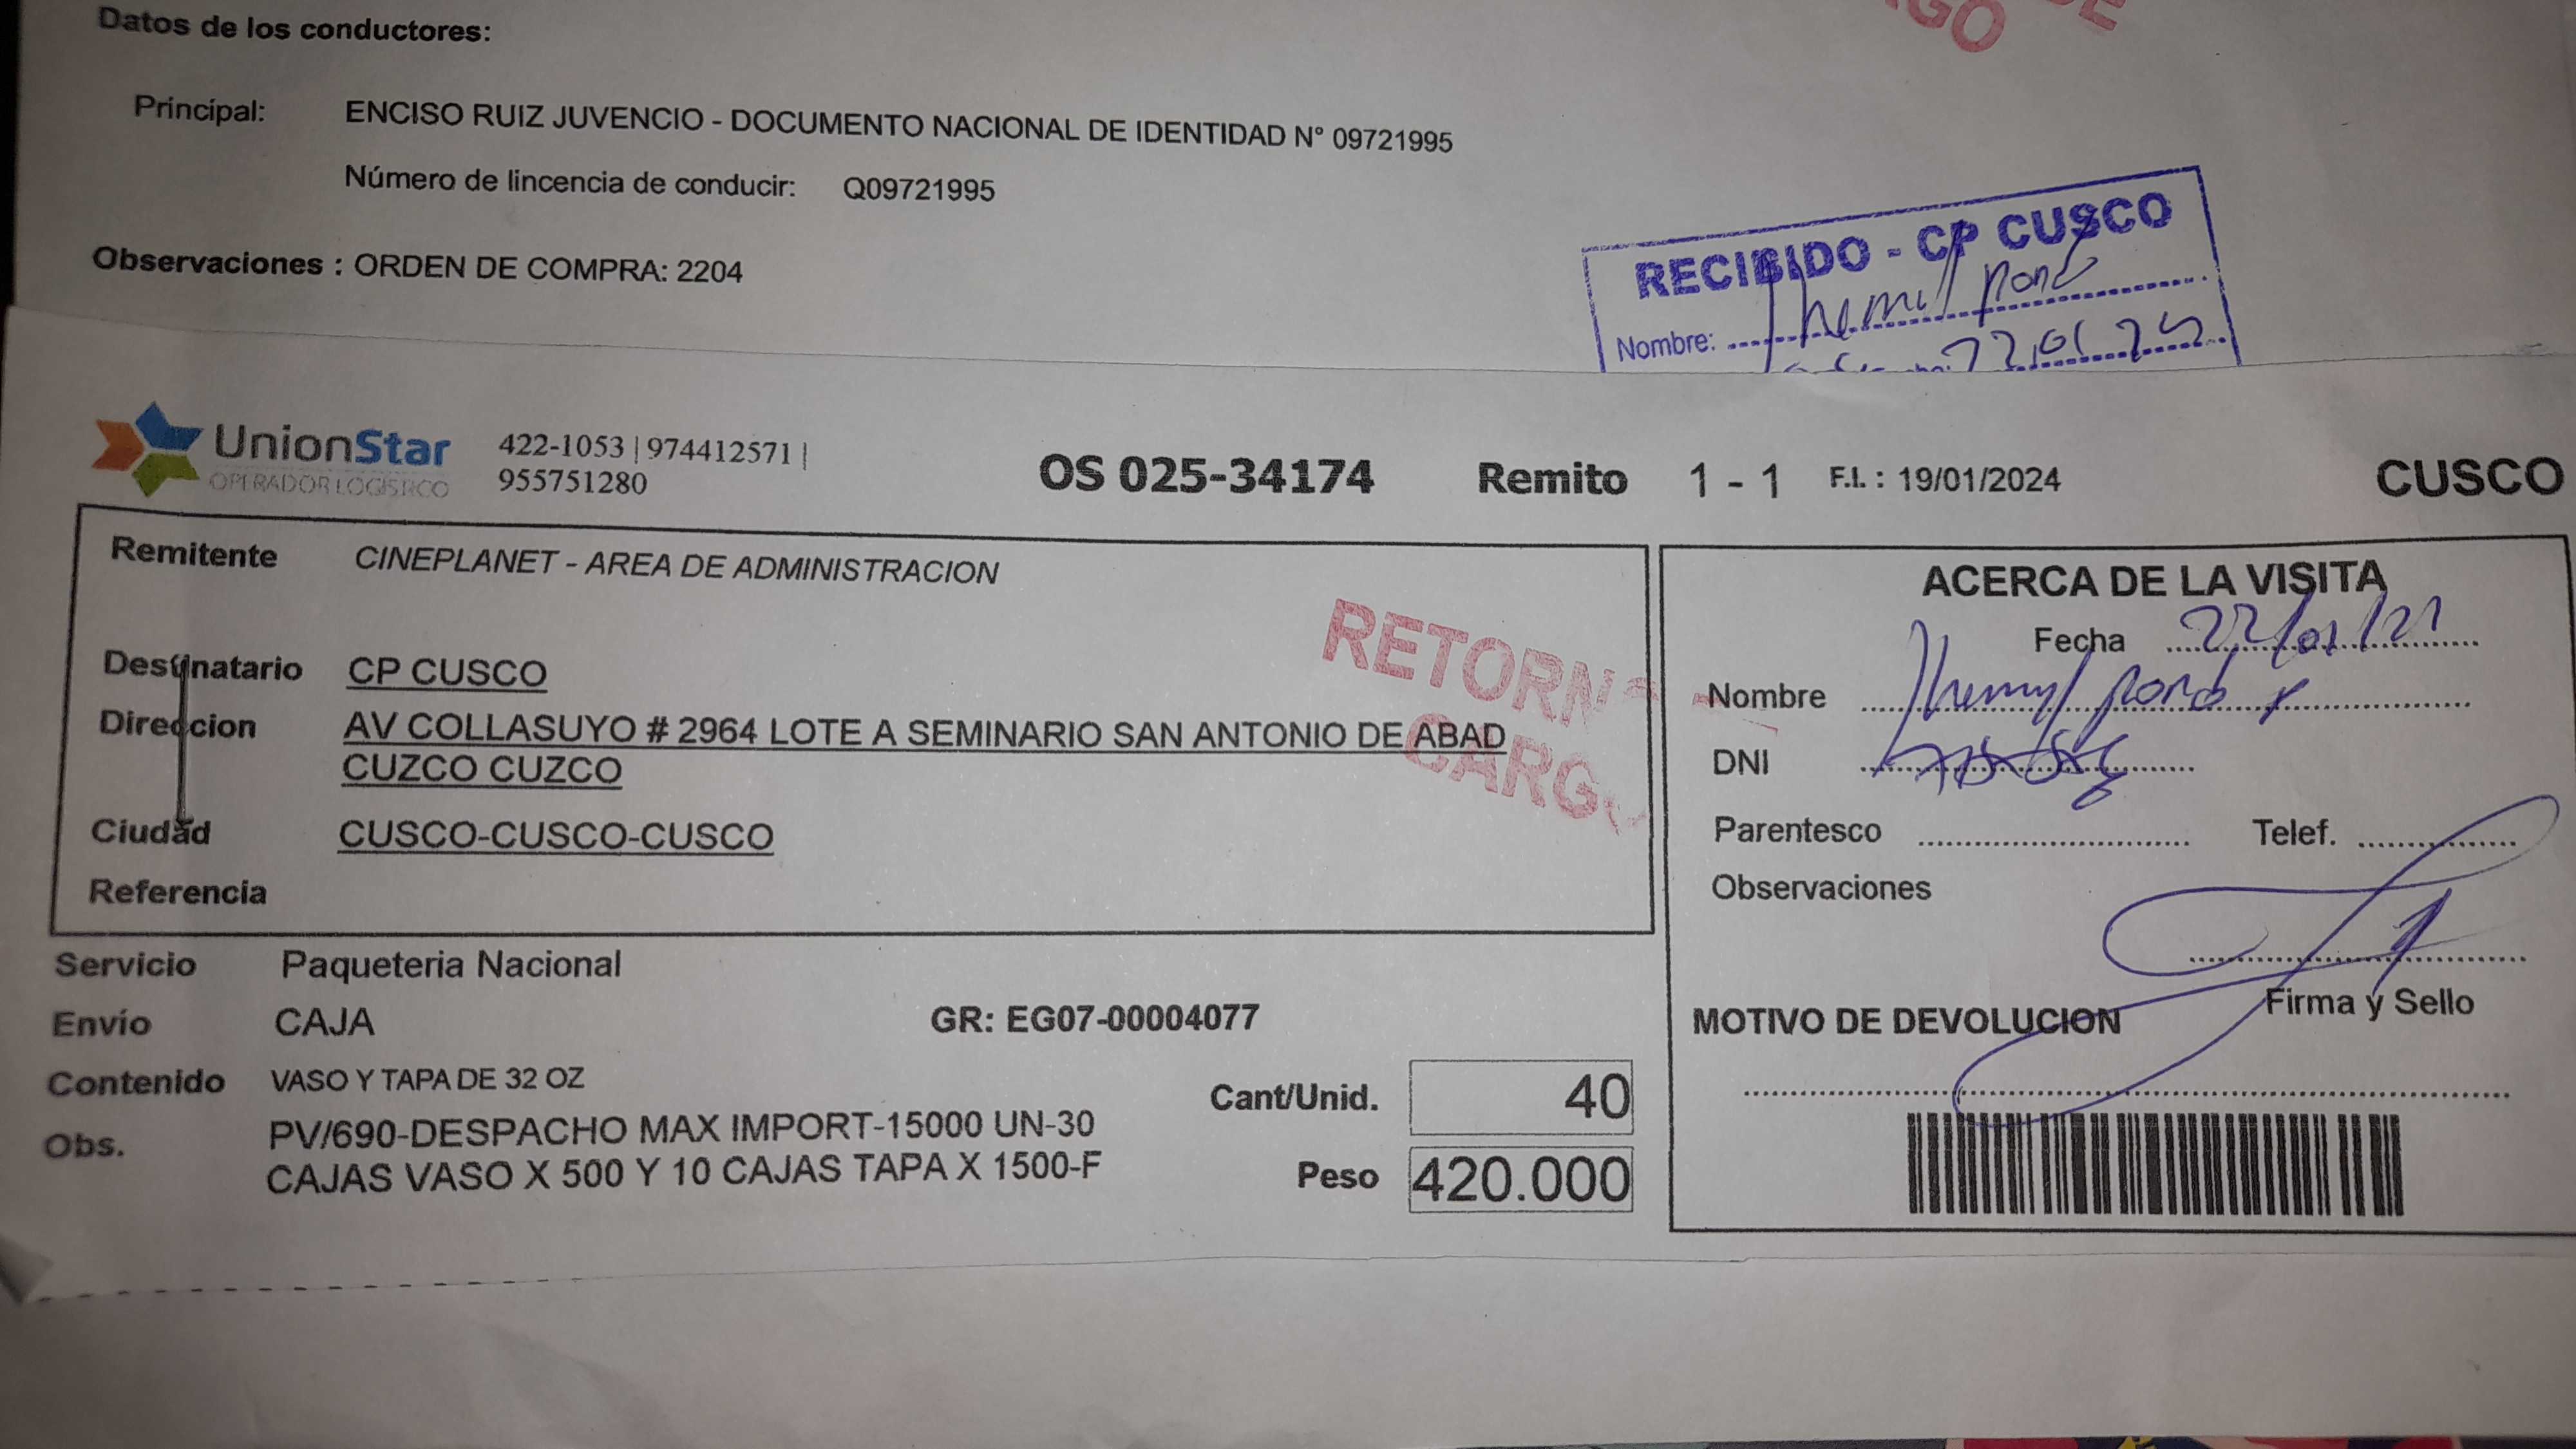 Datos de los conductores:
Principal: ENCISO RUIZ JUVENCIO - DOCUMENTO NACIONAL DE IDENTIDAD N° 09721995
Número de lincencia de conducir: Q09721995
Observaciones : ORDEN DE COMPRA: 2204
RECIBIDO - CP CUSCO
Nombre:
UnionStar
OPERADOR LOGISTICO
422-1053 | 974412571 |
955751280
OS 025-34174 Remito 1 - 1 F.I. : 19/01/2024 CUSCO
Remitente CINEPLANET - AREA DE ADMINISTRACION
Destinatario CP CUSCO
Direccion AV COLLASUYO # 2964 LOTE A SEMINARIO SAN ANTONIO DE ABAD
CUZCO CUZCO
Ciudad CUSCO-CUSCO-CUSCO
Referencia
RETORN
CARG
Servicio Paqueteria Nacional
Envío CAJA GR: EG07-00004077
Contenido VASO Y TAPA DE 32 OZ
Obs. PV/690-DESPACHO MAX IMPORT-15000 UN-30
CAJAS VASO X 500 Y 10 CAJAS TAPA X 1500-F
Cant/Unid. 40
Peso 420.000
ACERCA DE LA VISITA
Fecha
Nombre
DNI
Parentesco Telef.
Observaciones
Firma y Sello
MOTIVO DE DEVOLUCION